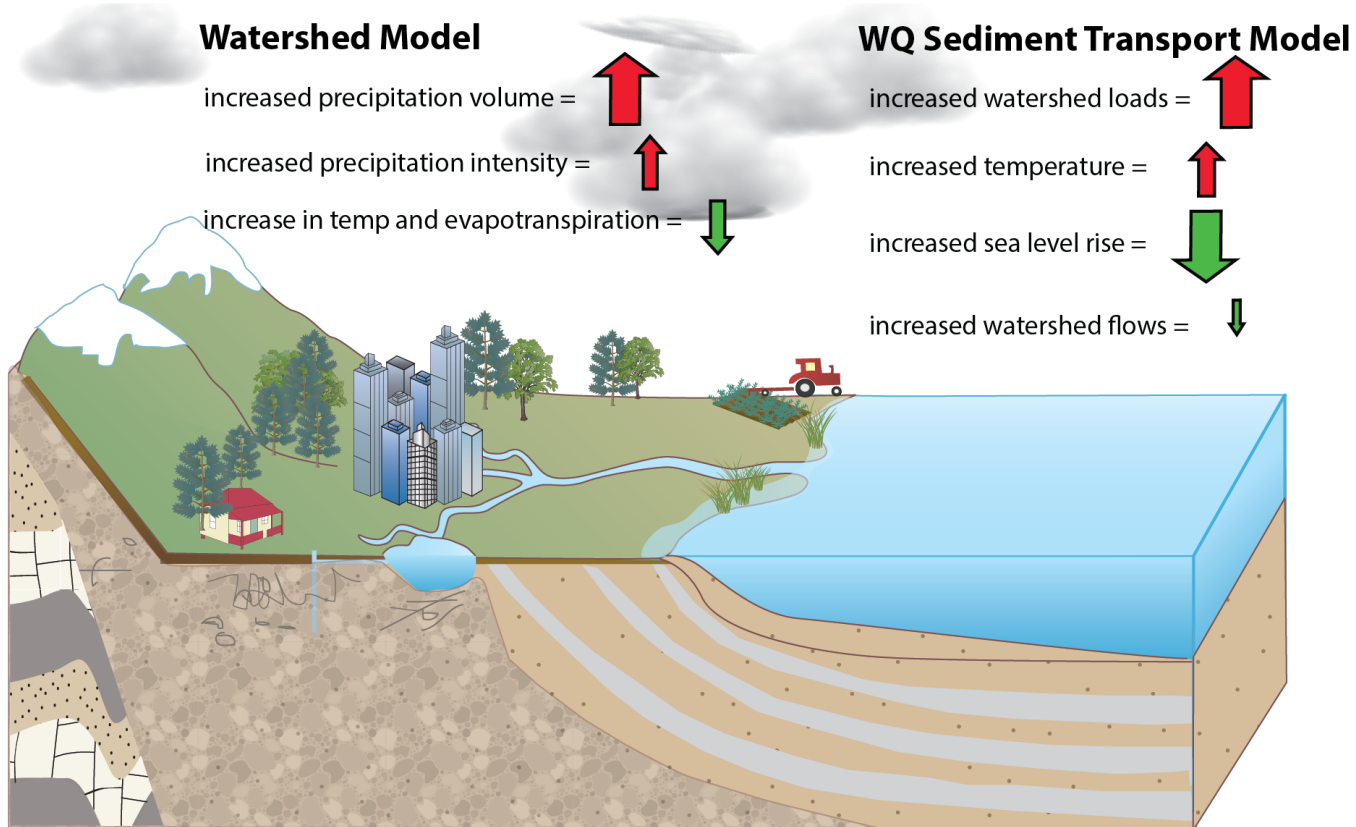 Watershed Model
increased precipitation volume =
increased precipitation intensity =
increase in temp and evapotranspiration =
WQ Sediment Transport Model
increased watershed loads =
increased temperature =
increased sea level rise =
increased watershed flows =